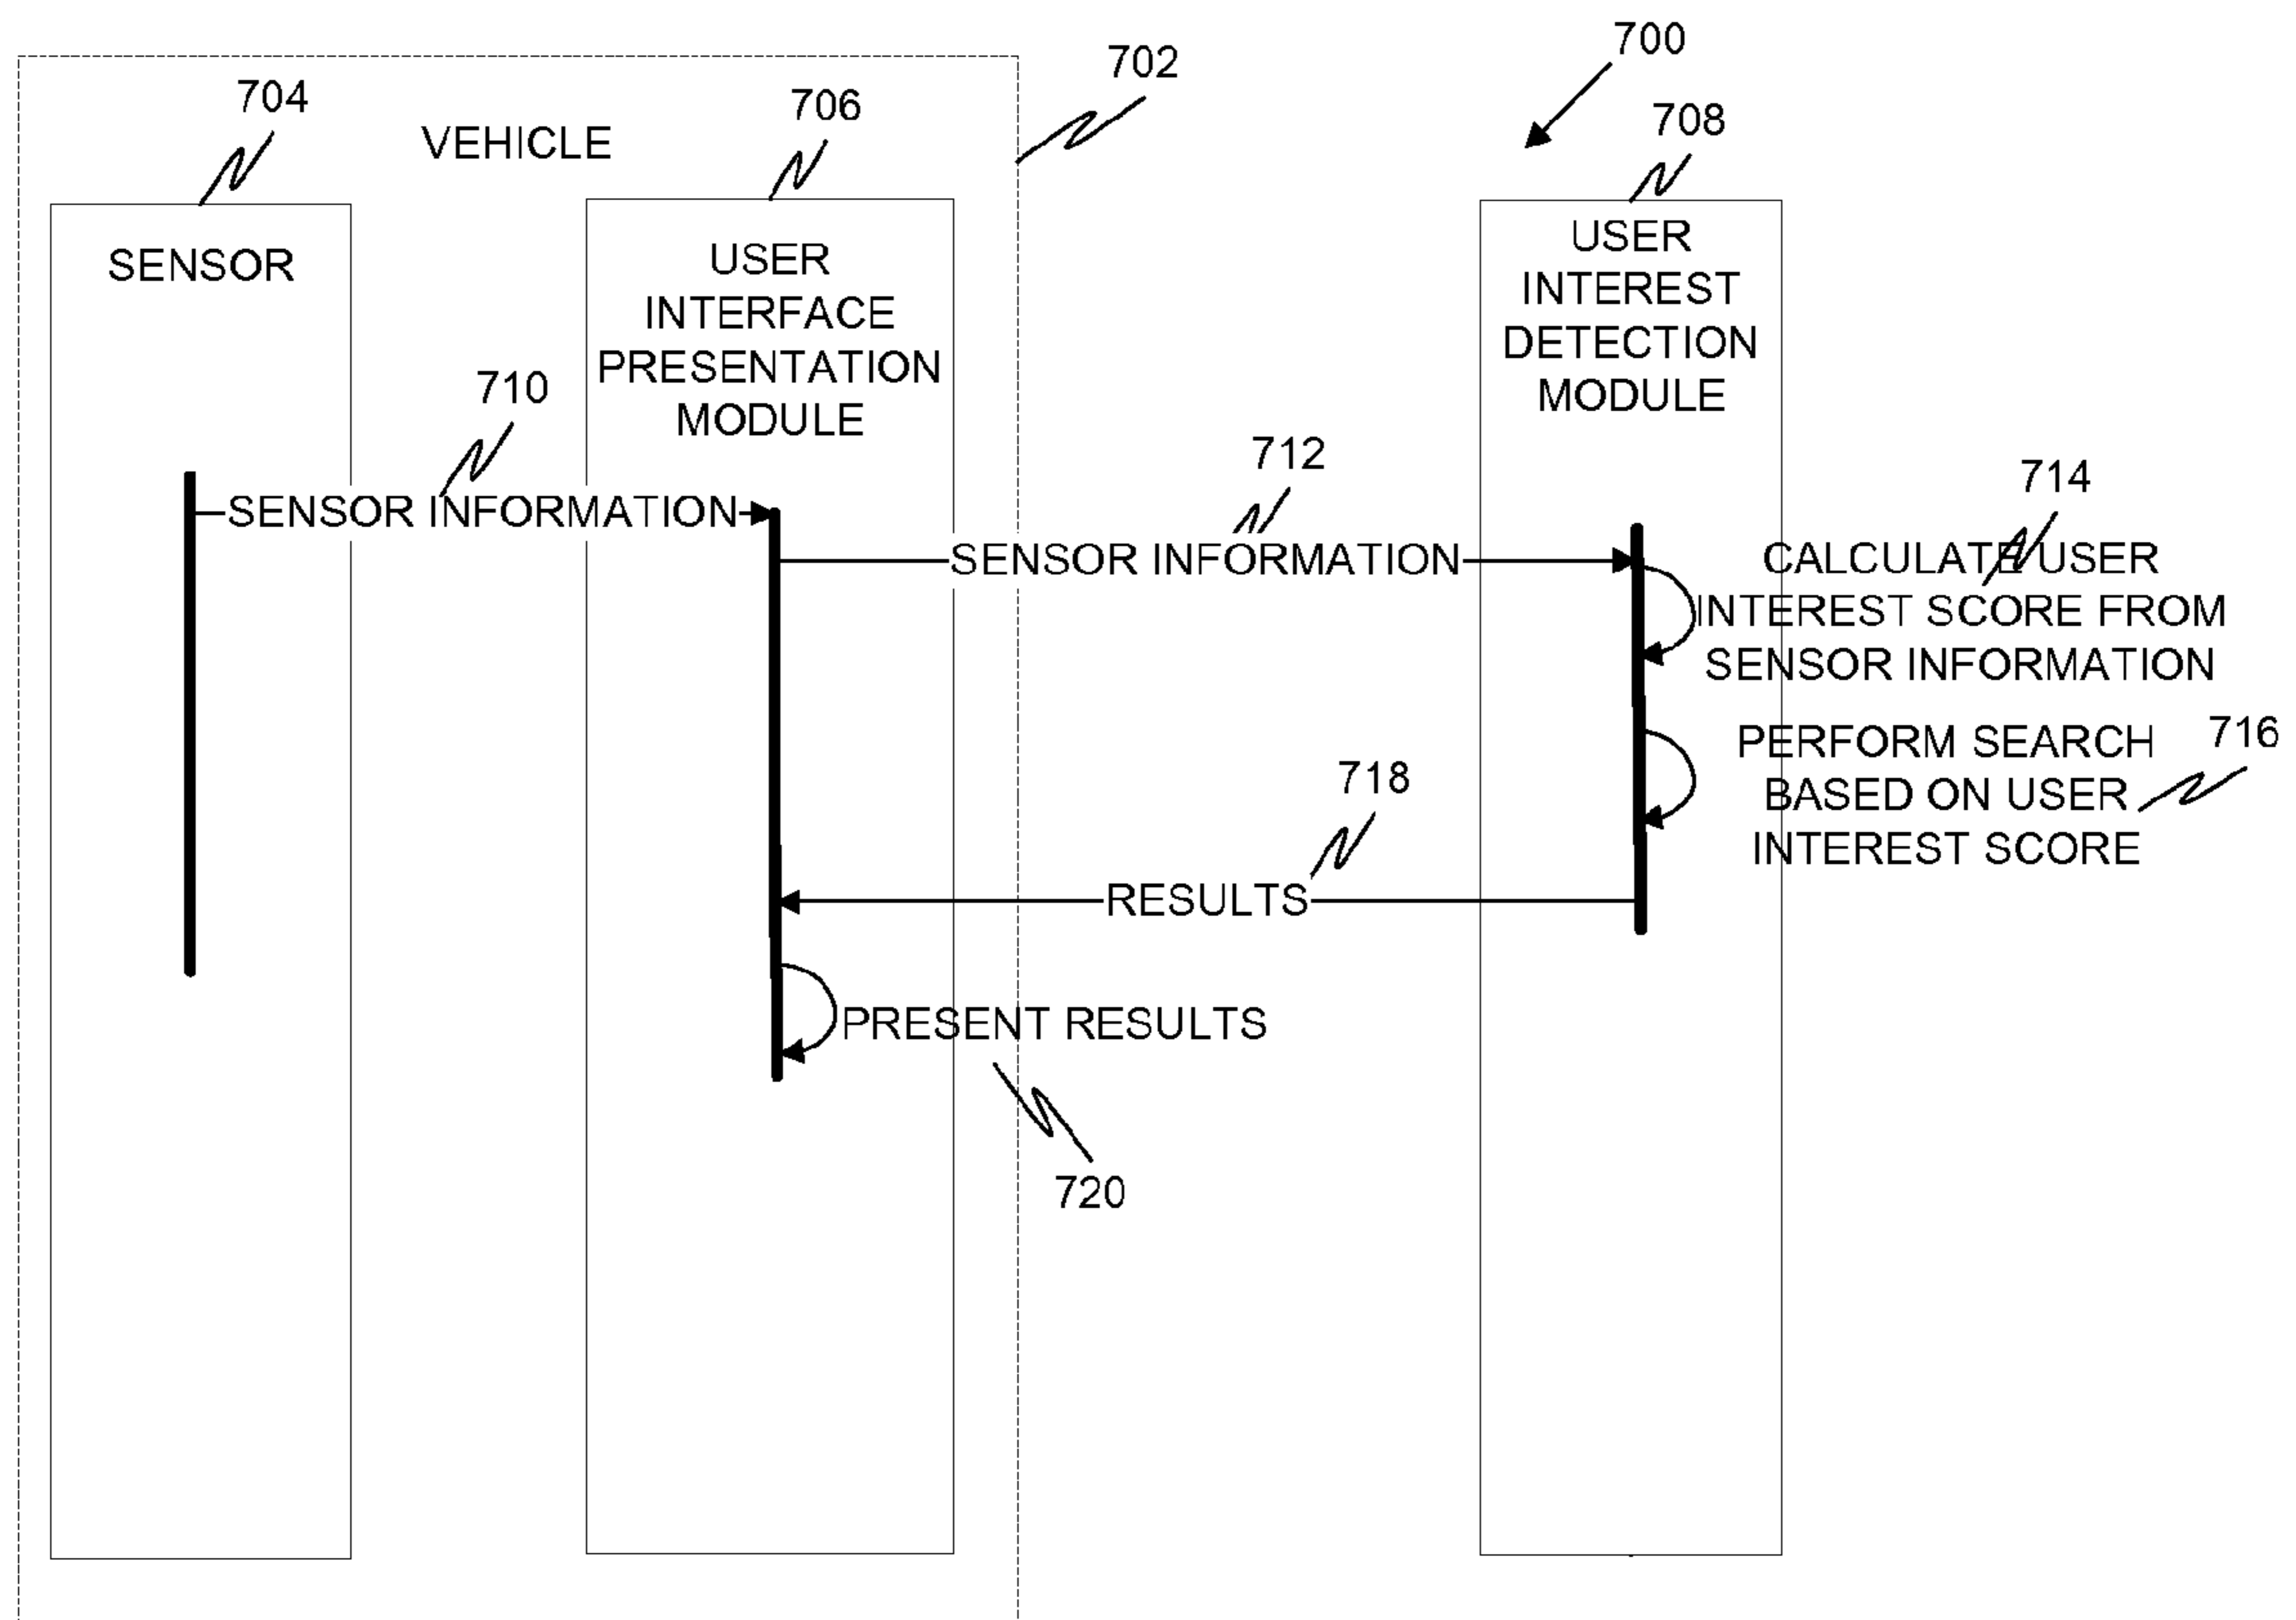 700
702
704
706
708
VEHICLE
SENSOR
USER
INTERFACE
PRESENTATION
MODULE
USER
INTEREST
DETECTION
MODULE
710
SENSOR INFORMATION
712
SENSOR INFORMATION
714
CALCULATE USER
INTEREST SCORE FROM
SENSOR INFORMATION
716
PERFORM SEARCH
BASED ON USER
INTEREST SCORE
718
RESULTS
PRESENT RESULTS
720